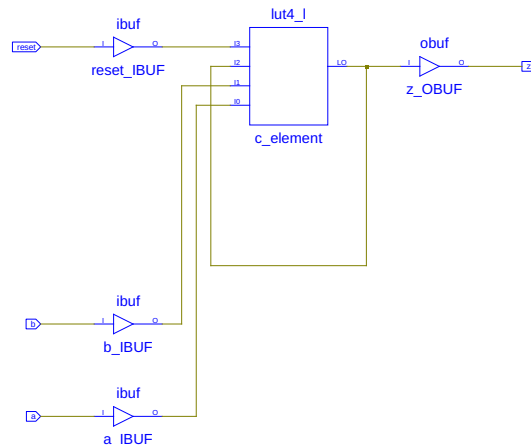 lut4_l
ibuf
reset
I
O
reset_IBUF
I3
I2
I1
I0
LO
c_element
obuf
I
O
z_OBUF
z
ibuf
b
I
O
b_IBUF
ibuf
a
I
O
a_IBUF